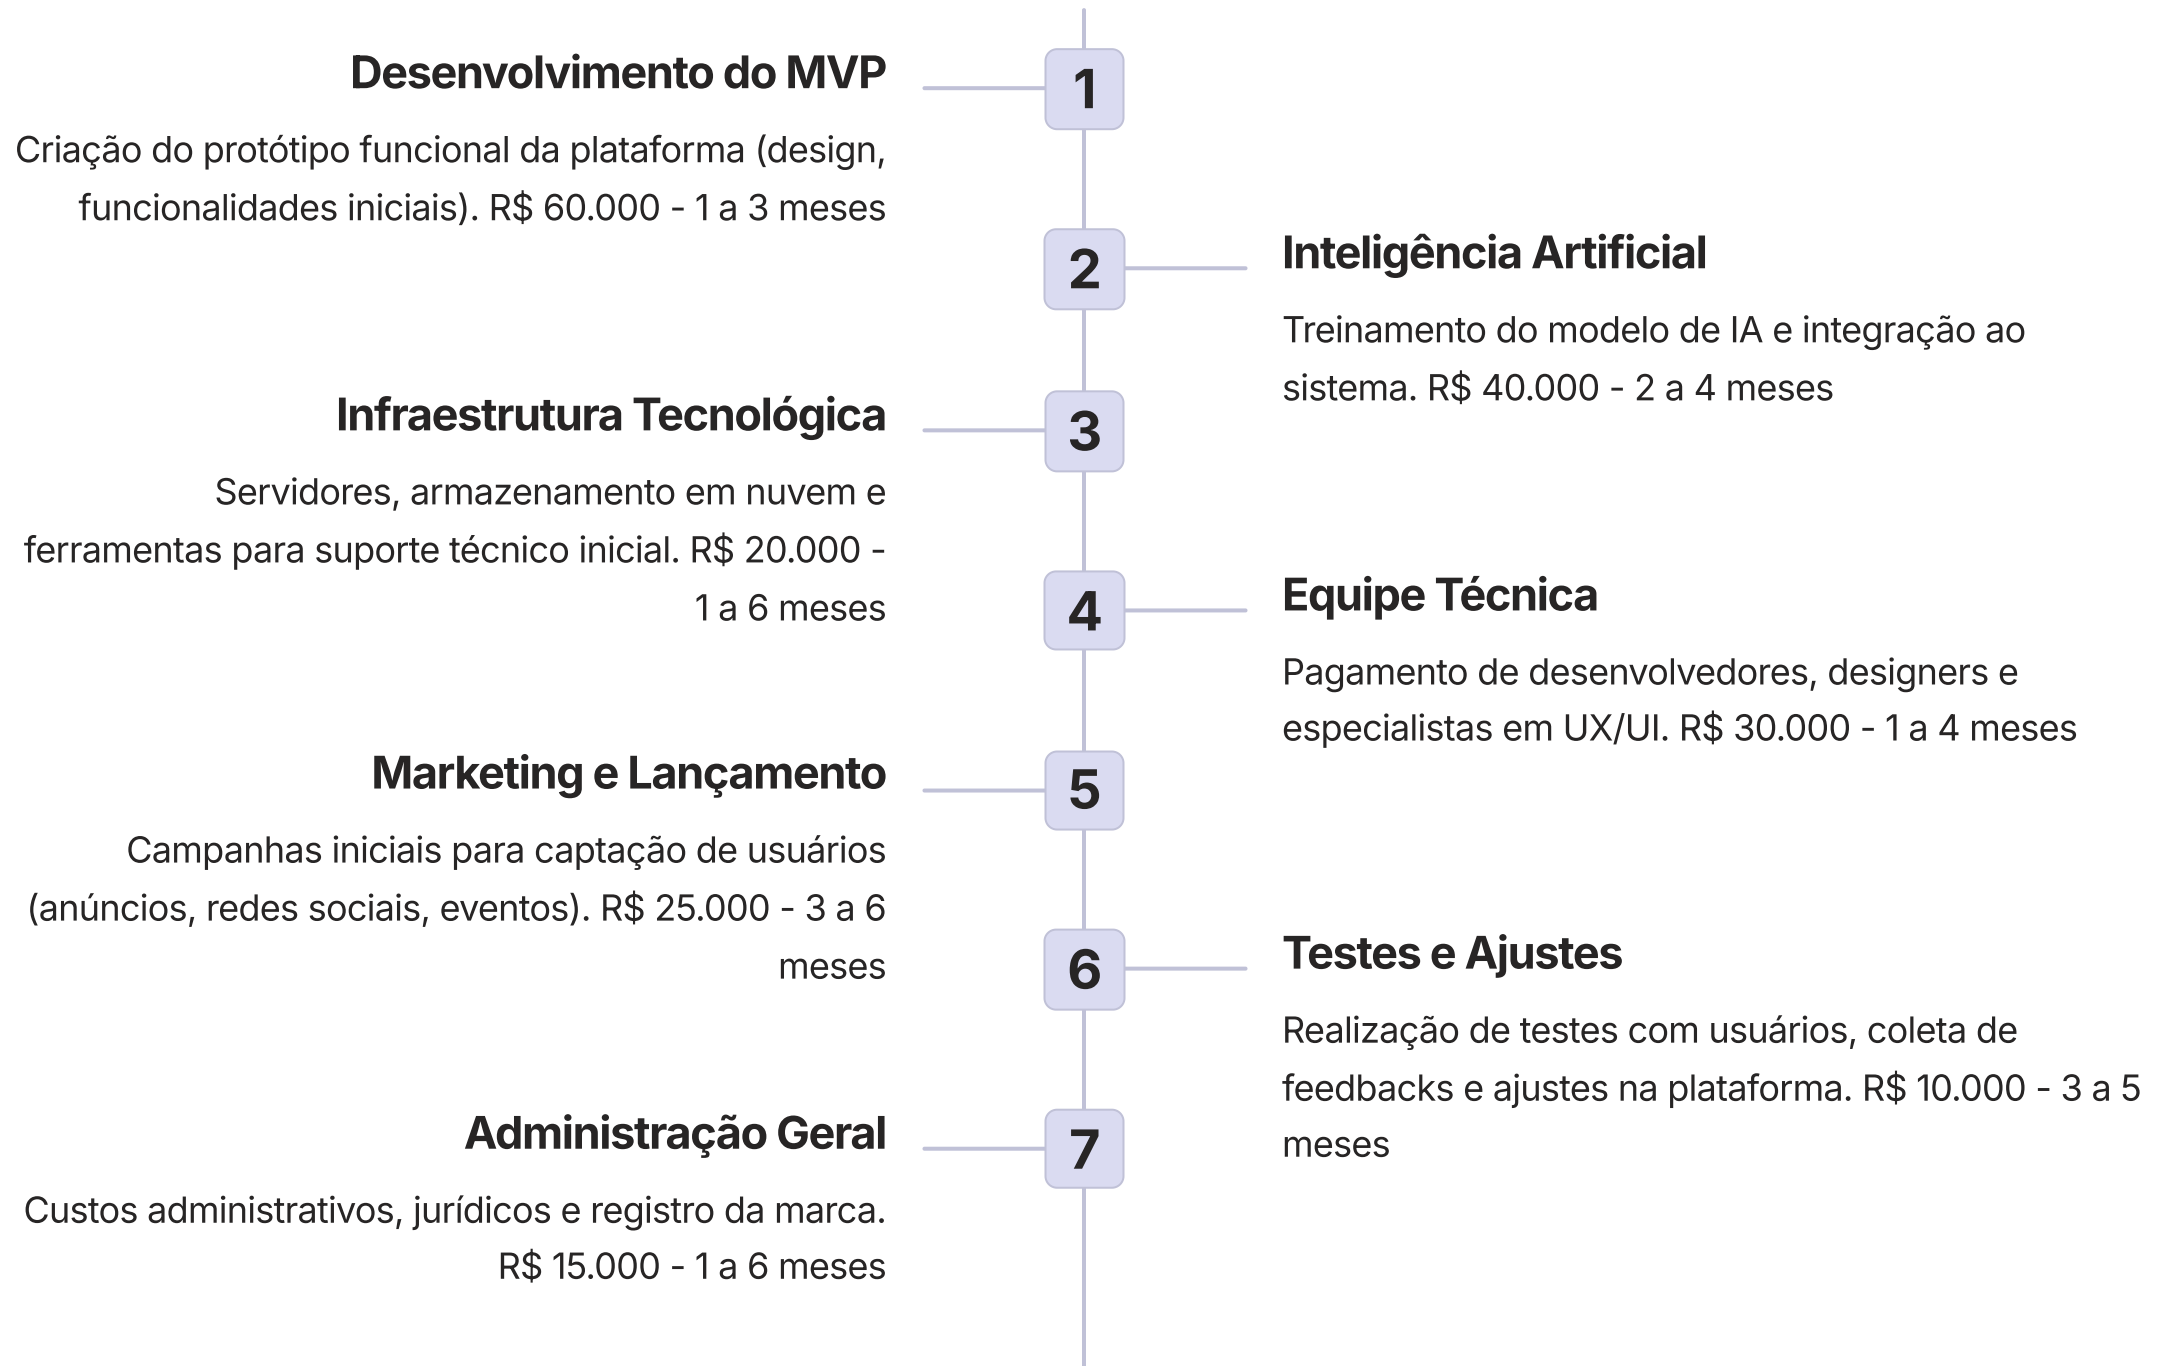 Desenvolvimento do MVP
1
Criação do protótipo funcional da plataforma (design,
funcionalidades iniciais). R$ 60.000 - 1 a 3 meses
2
Inteligência Artificial
Treinamento do modelo de IA e integração ao
sistema. R$ 40.000 - 2 a 4 meses
Infraestrutura Tecnológica
3
Servidores, armazenamento em nuvem e
ferramentas para suporte técnico inicial. R$ 20.000 -
1 a 6 meses
4
Equipe Técnica
Pagamento de desenvolvedores, designers e
especialistas em UX/UI. R$ 30.000 - 1 a 4 meses
Marketing e Lançamento
5
Campanhas iniciais para captação de usuários
(anúncios, redes sociais, eventos). R$ 25.000 - 3 a 6
meses
6
Testes e Ajustes
Realização de testes com usuários, coleta de
feedbacks e ajustes na plataforma. R$ 10.000 - 3 a 5
meses
Administração Geral
7
Custos administrativos, jurídicos e registro da marca.
R$ 15.000 - 1 a 6 meses